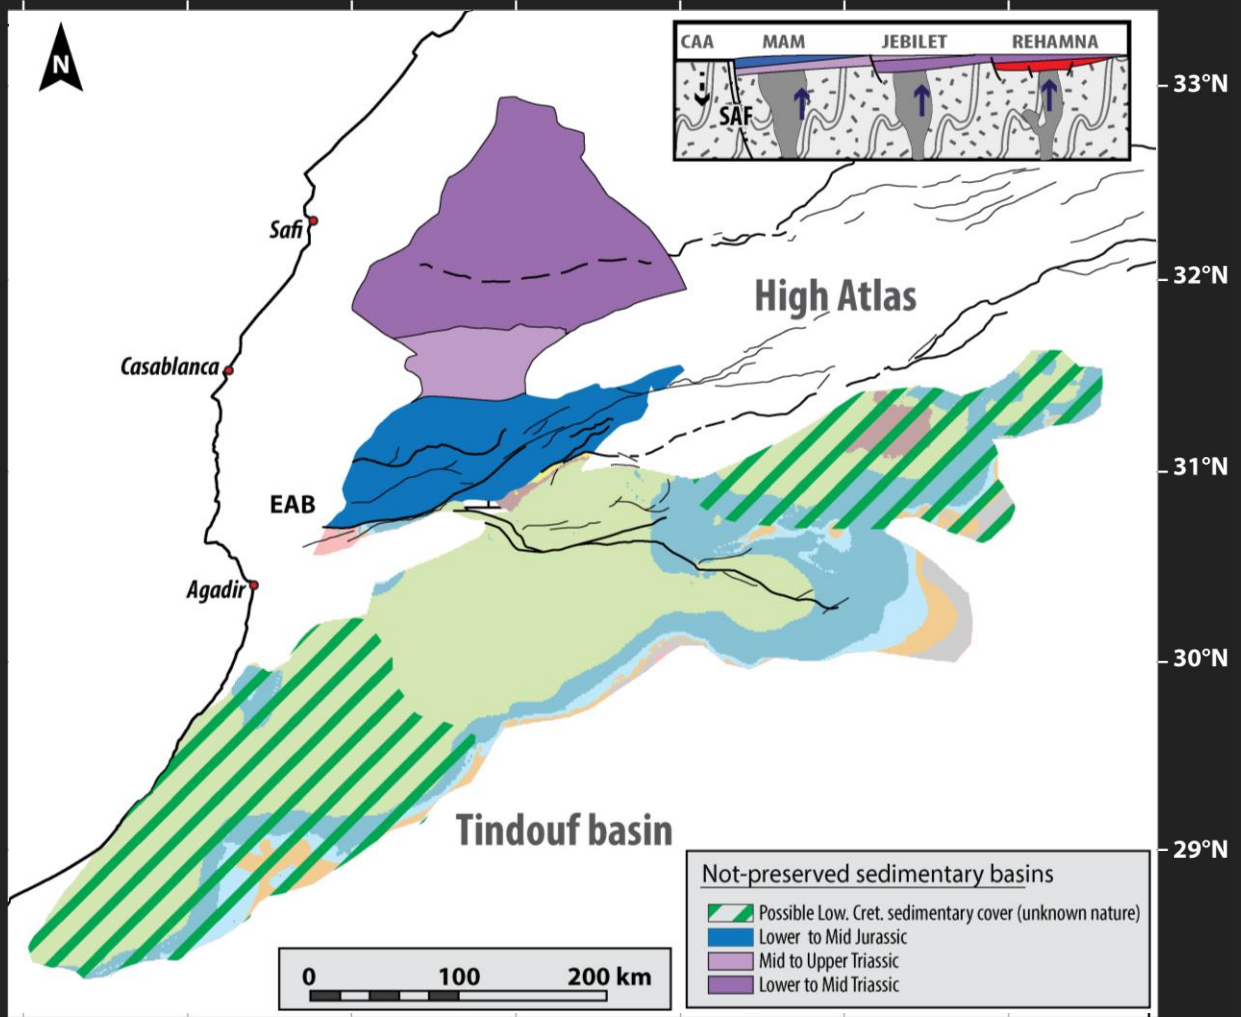 N
CAA MAM JEBILET REHAMNA
SAF
33°N
Safi
32°N
High Atlas
Casablanca
31°N
EAB
Agadir
30°N
Tindouf basin
29°N
Not-preserved sedimentary basins
Possible Low. Cret. sedimentary cover (unknown nature)
Lower to Mid Jurassic
Mid to Upper Triassic
Lower to Mid Triassic
0 100 200 km